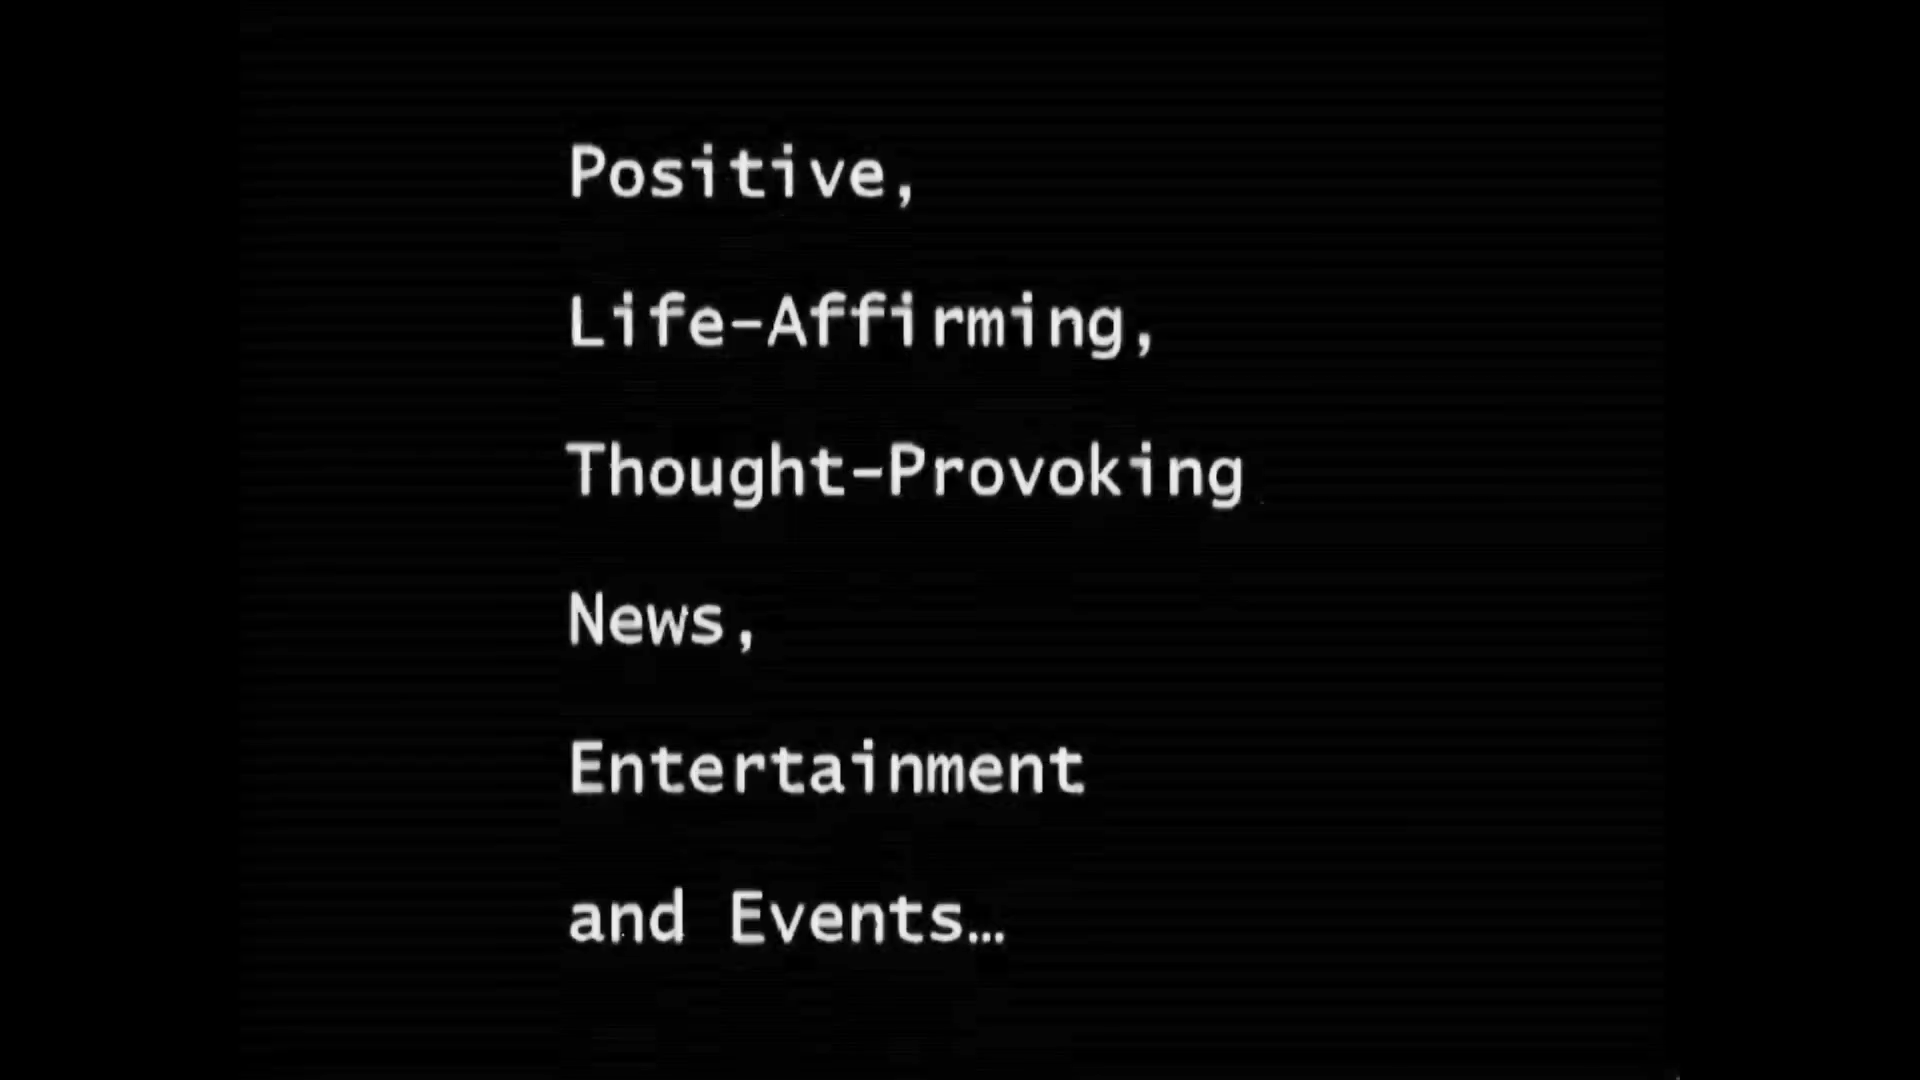 Positive,
Life-Affirming,
Thought-Provoking
News,
Entertainment
and Events…